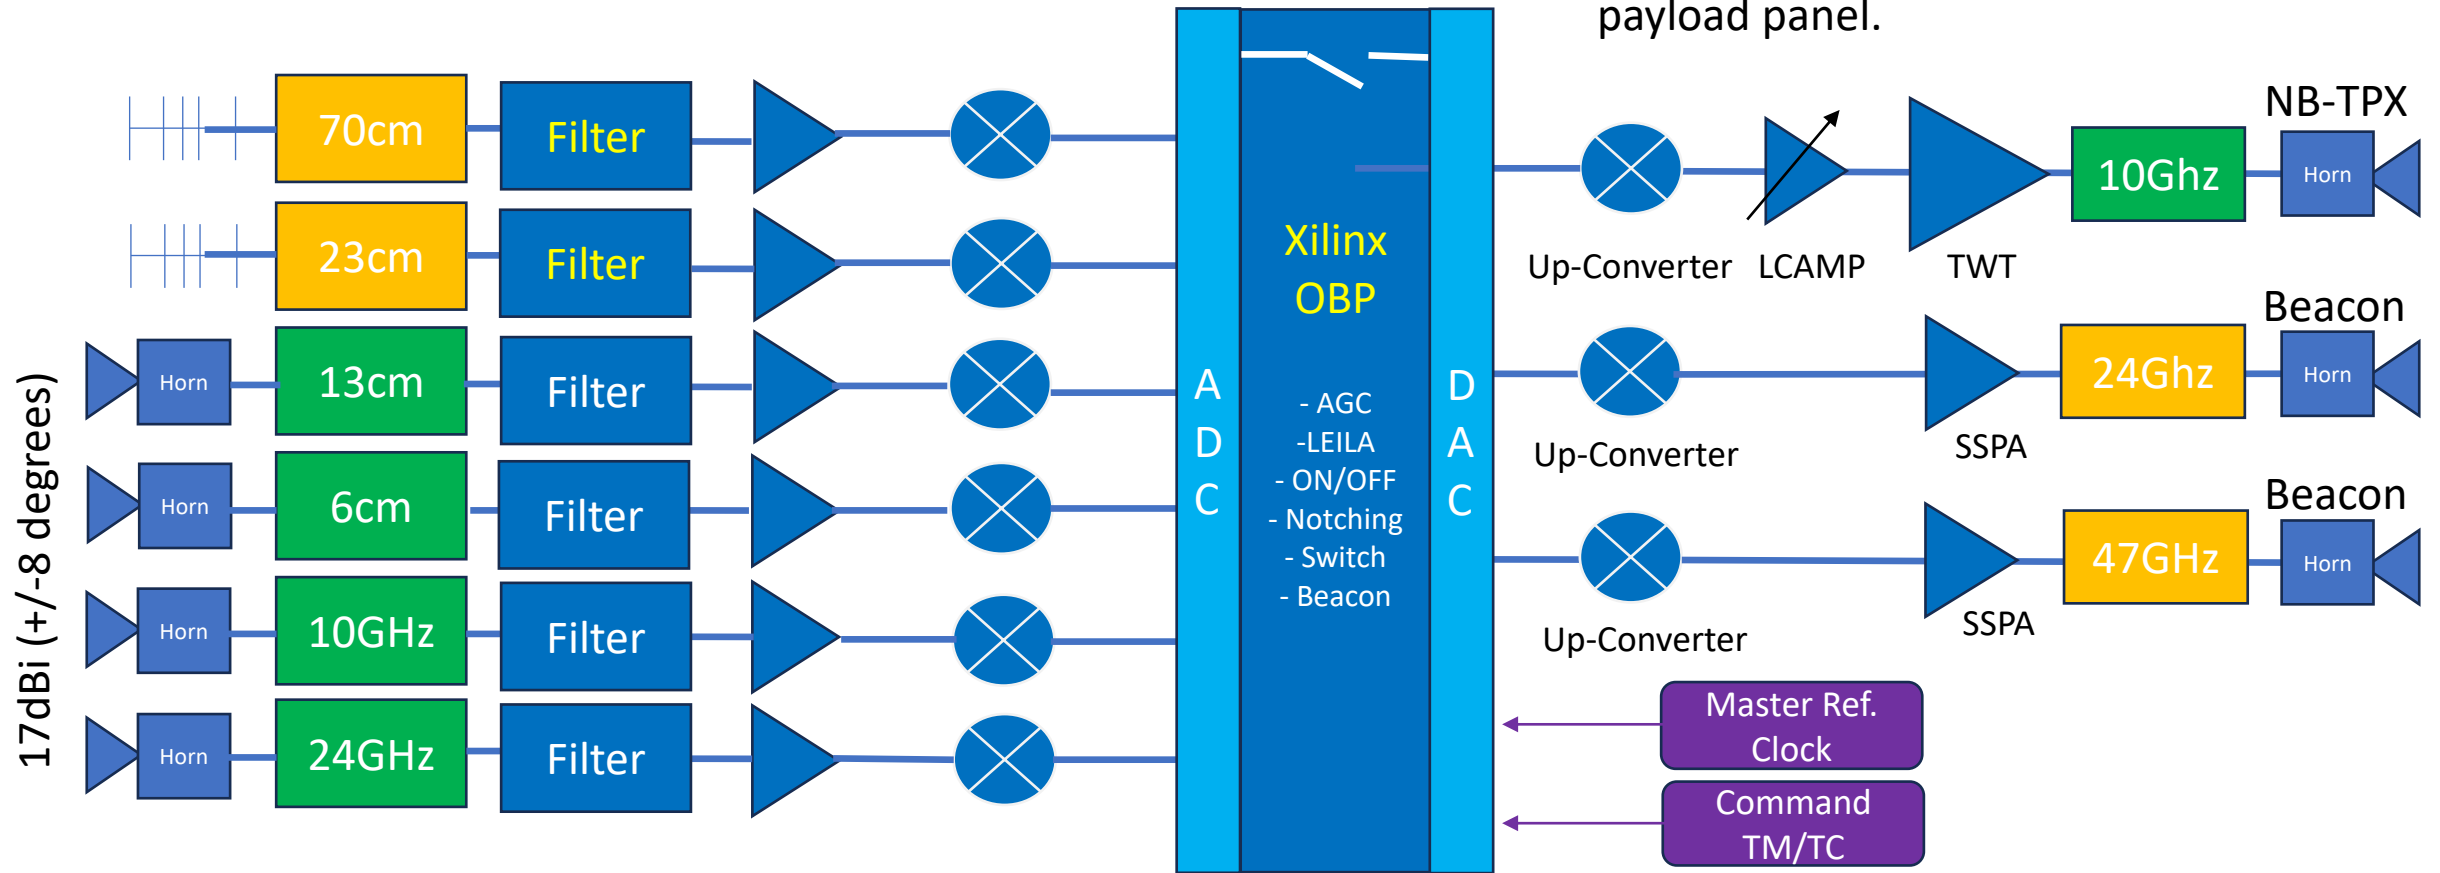 payload panel.
17dBi (+/-8 degrees)
70cm
Filter
23cm
Filter
Horn
13cm
Filter
Horn
6cm
Filter
Horn
10GHz
Filter
Horn
24GHz
Filter
A
D
C
Xilinx
OBP
- AGC
-LEILA
- ON/OFF
- Notching
- Switch
- Beacon
D
A
C
Up-Converter
LCAMP
TWT
10Ghz
NB-TPX
Horn
Up-Converter
SSPA
24Ghz
Beacon
Horn
Up-Converter
SSPA
47GHz
Beacon
Horn
Master Ref.
Clock
Command
TM/TC